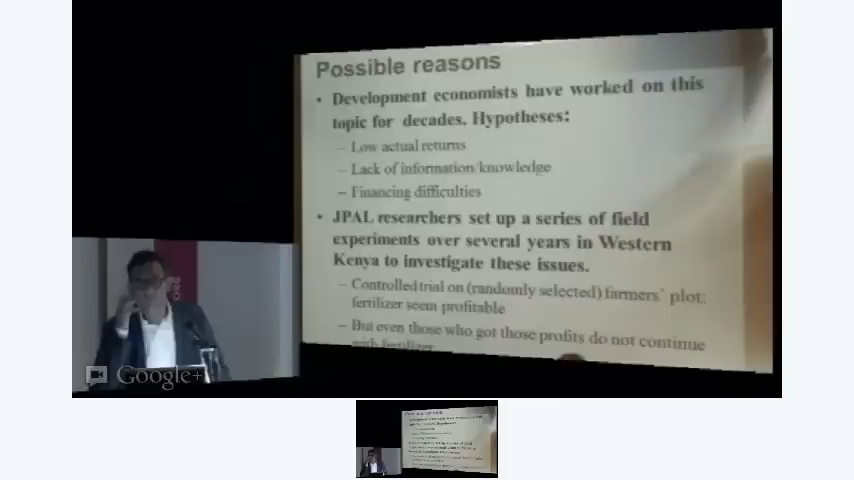 Possible reasons
• Development economists have worked on this
topic for decades. Hypotheses:
– Low actual returns
– Lack of information/knowledge
– Financing difficulties
• JPAL researchers set up a series of field
experiments over several years in Western
Kenya to investigate these issues.
– Controlled trial on (randomly selected) farmers' plot:
fertilizer seem profitable
– But even those who got those profits do not continue
with fertilizer
Google+